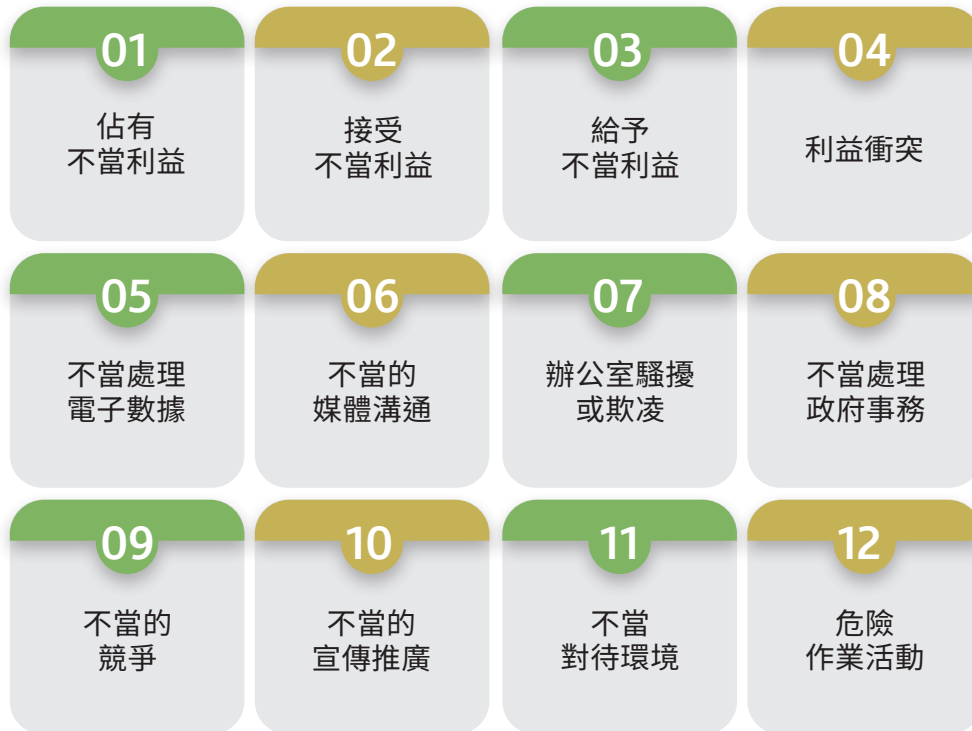 01
佔有
不當利益
02
接受
不當利益
03
給予
不當利益
04
利益衝突
05
不當處理
電子數據
06
不當的
媒體溝通
07
辦公室騷擾
或欺凌
08
不當處理
政府事務
09
不當的
競爭
10
不當的
宣傳推廣
11
不當
對待環境
12
危險
作業活動